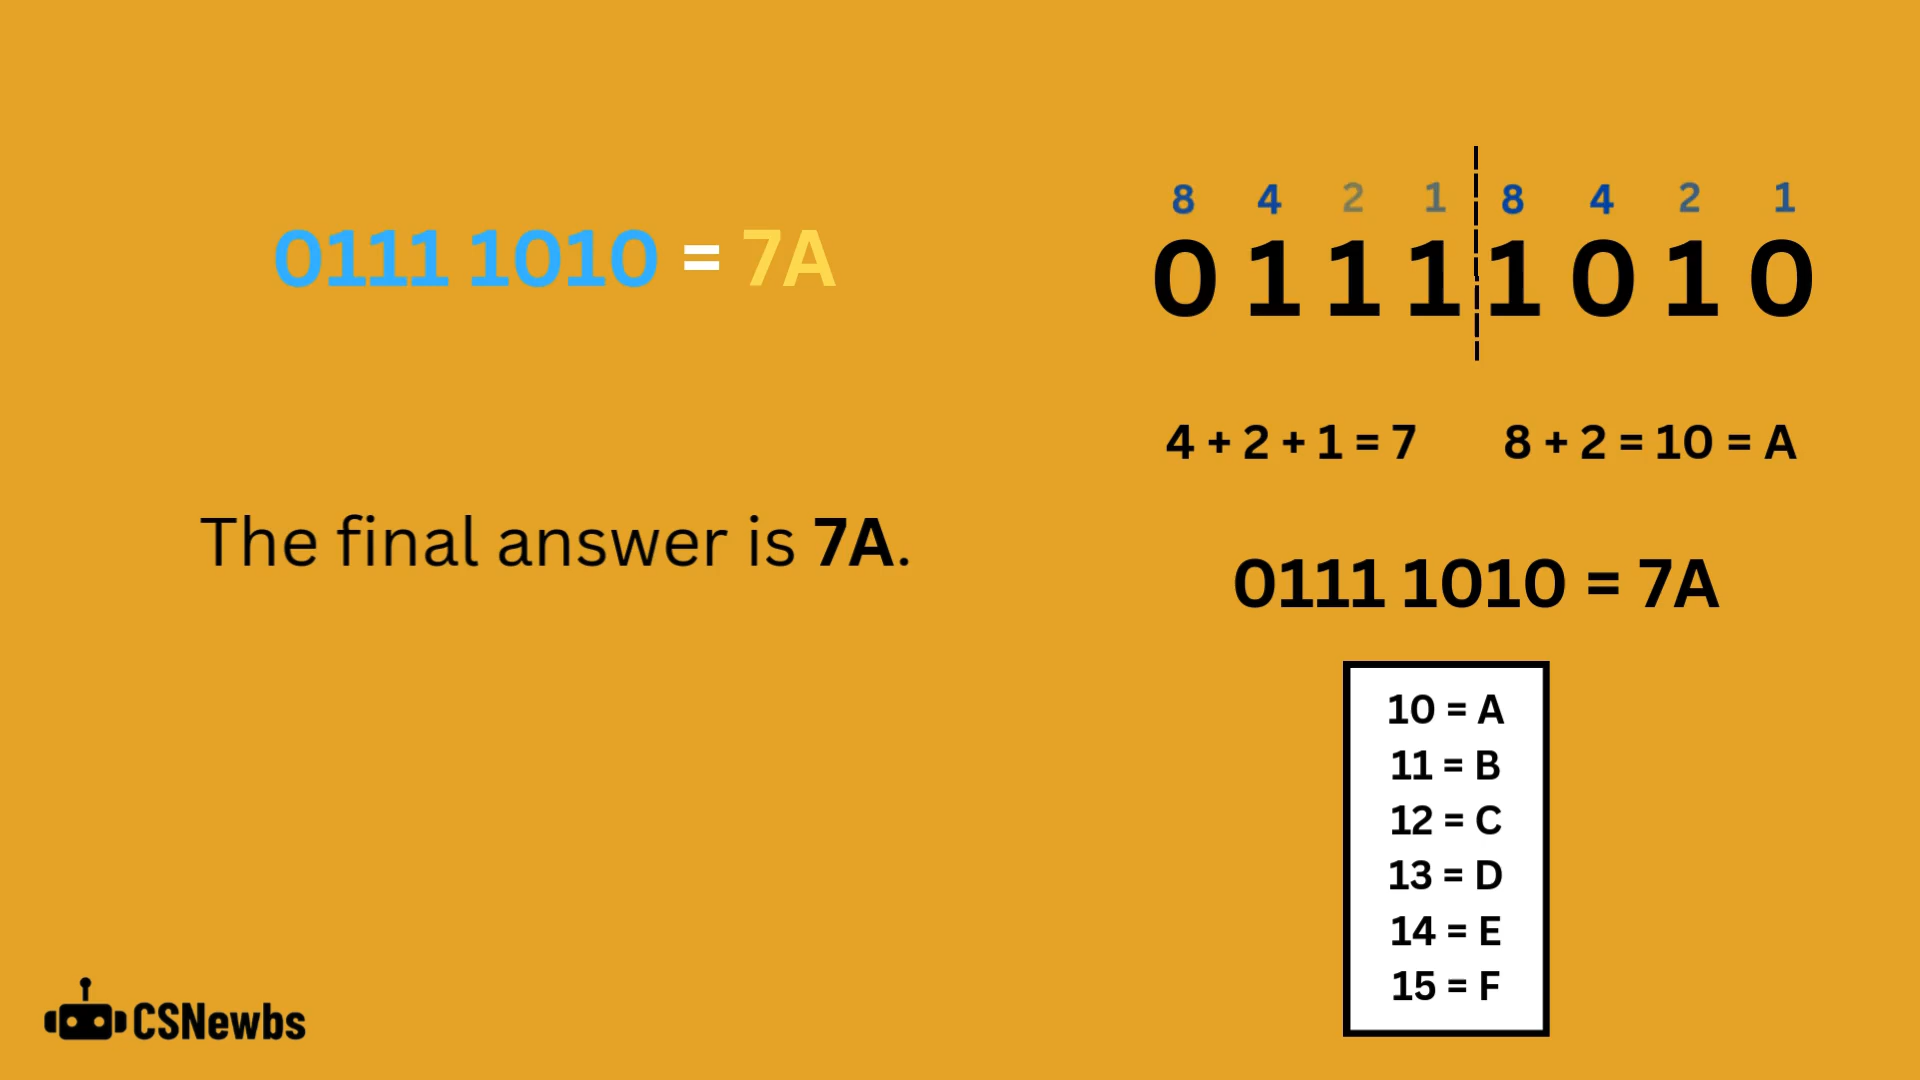 0111 1010 = 7A
The final answer is 7A.
8 4 2 1 8 4 2 1
0 1 1 1 1 0 1 0
4 + 2 + 1 = 7
8 + 2 = 10 = A
0111 1010 = 7A
10 = A
11 = B
12 = C
13 = D
14 = E
15 = F
CSNewbs